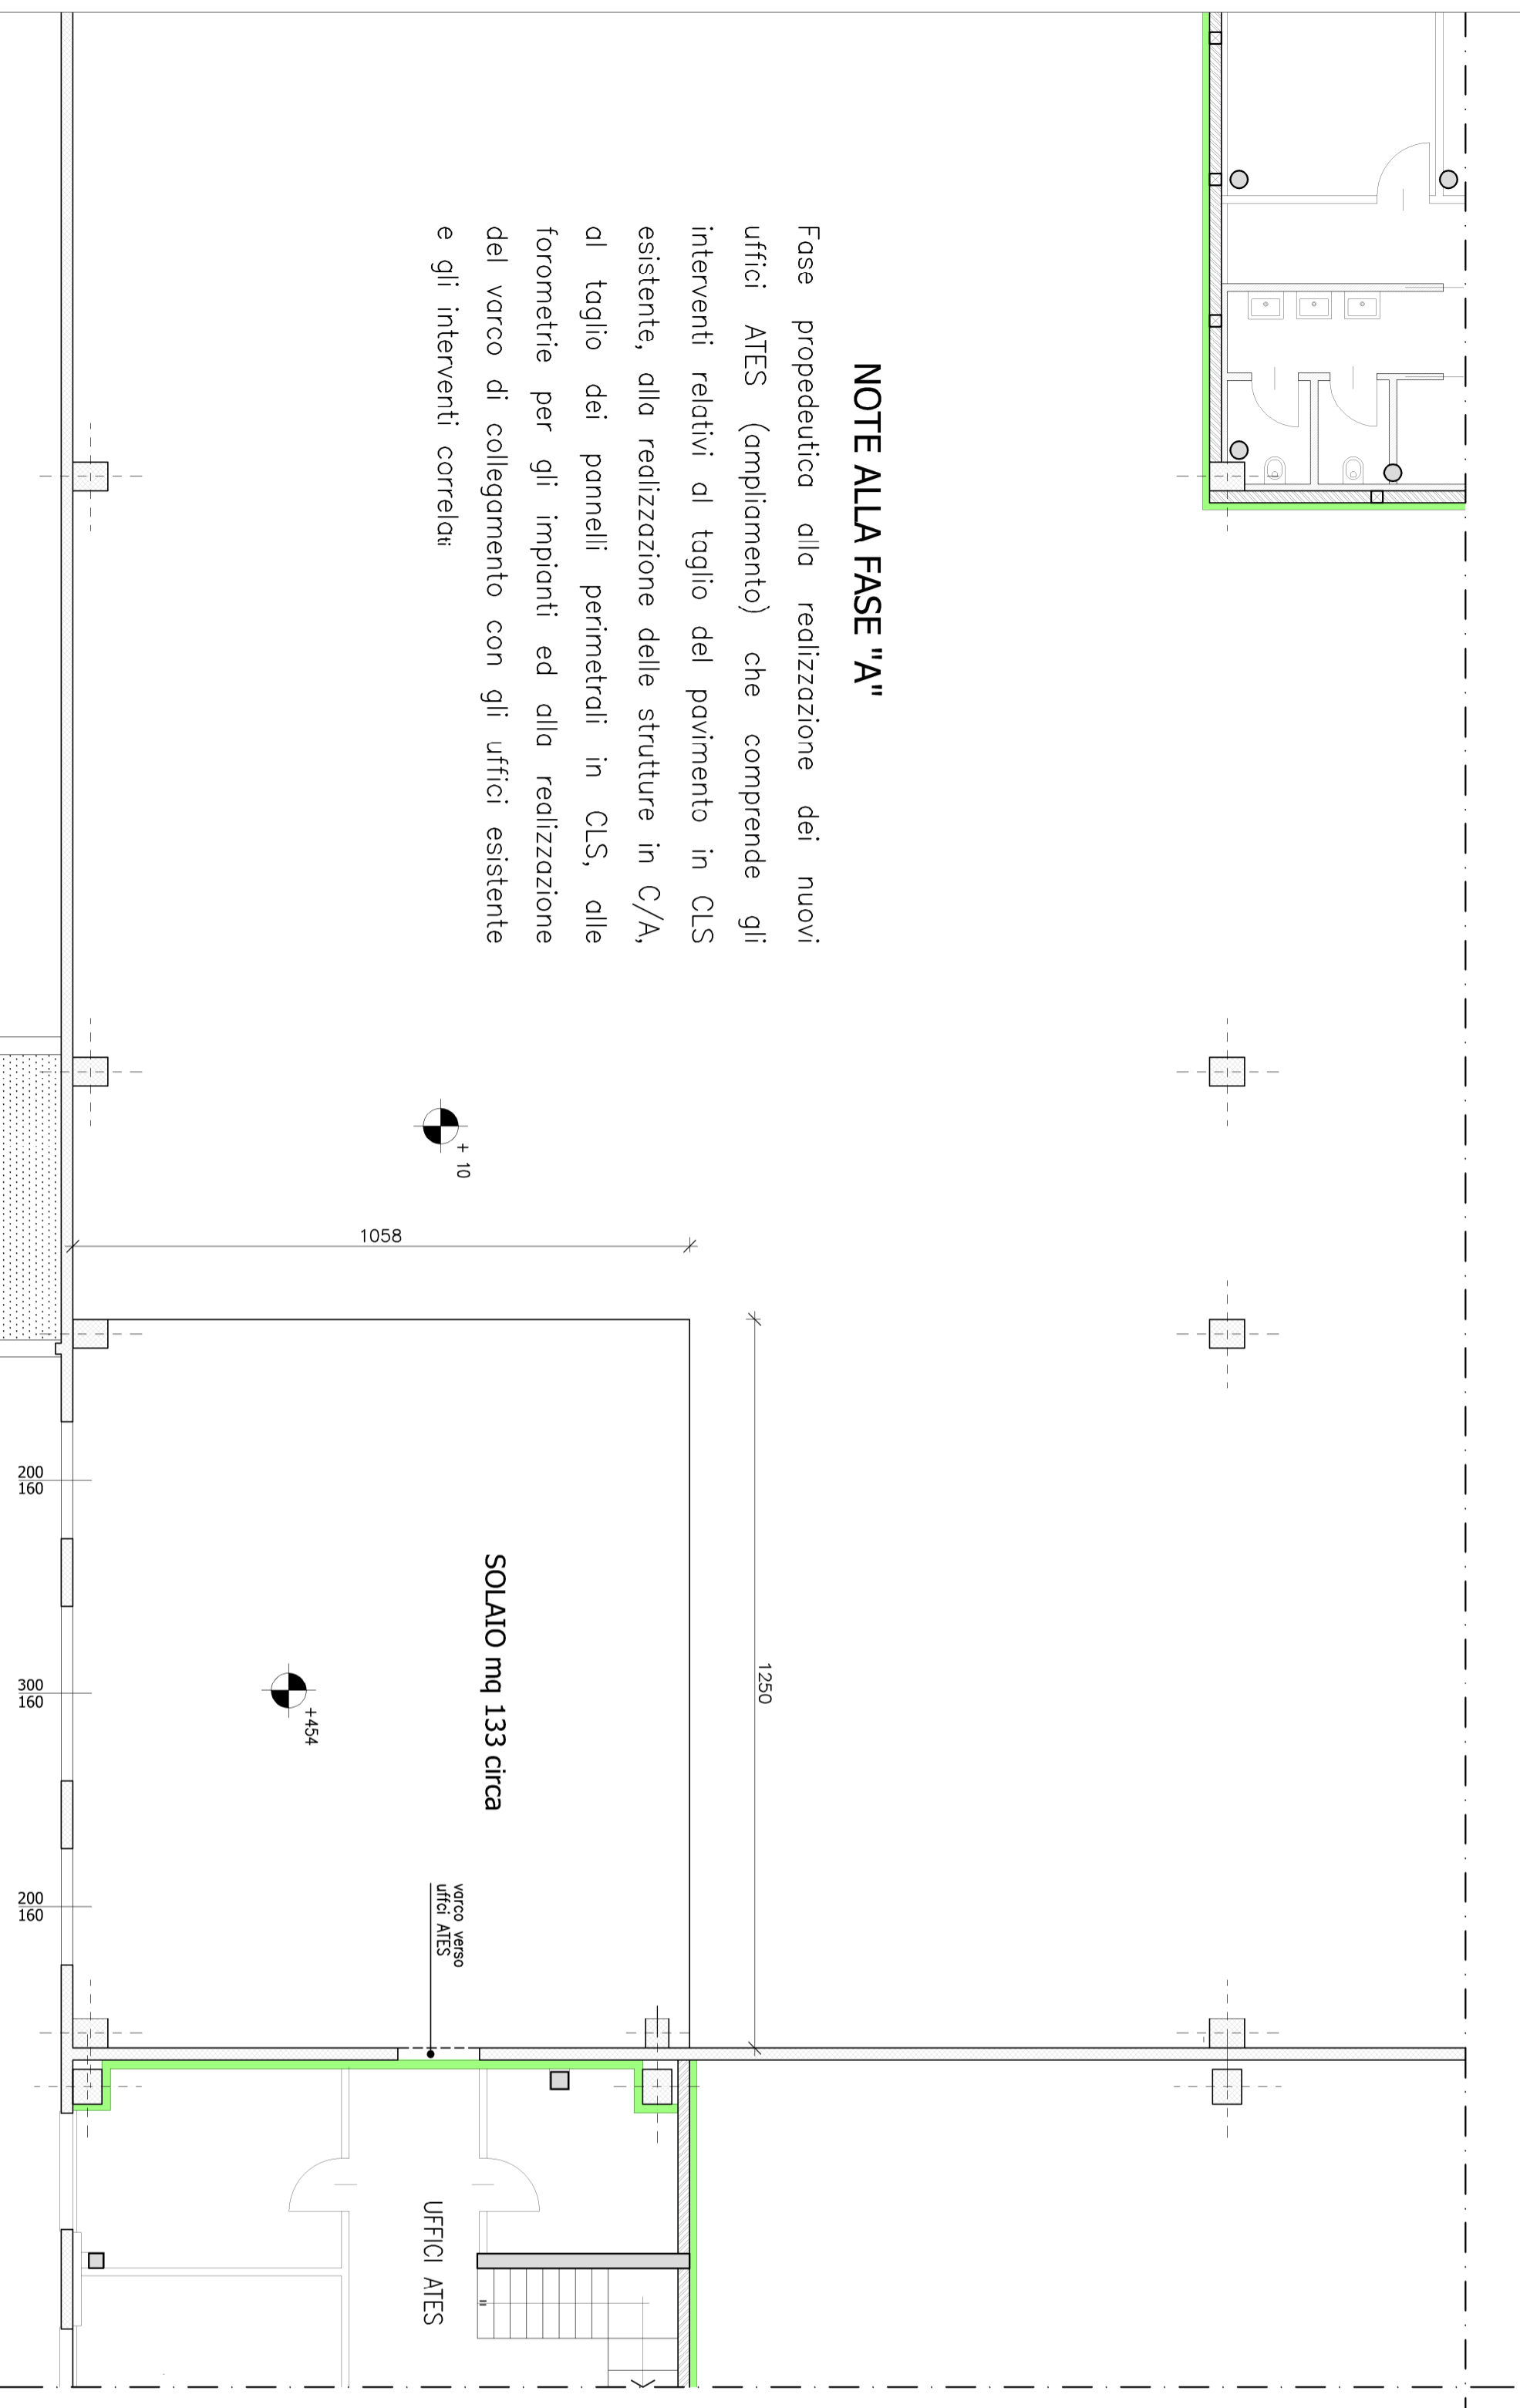 NOTE ALLA FASE "A"
Fase propedeutica alla realizzazione dei nuovi
uffici ATES (ampliamento) che comprende gli
interventi relativi al taglio del pavimento in CLS
esistente, alla realizzazione delle strutture in C/A,
al taglio dei pannelli perimetrali in CLS, alle
forometrie per gli impianti ed alla realizzazione
del varco di collegamento con gli uffici esistente
e gli interventi correlati
+ 10
1058
1250
SOLAIO mq 133 circa
+454
200
160
300
160
200
160
varco verso
uffci ATES
UFFICI ATES